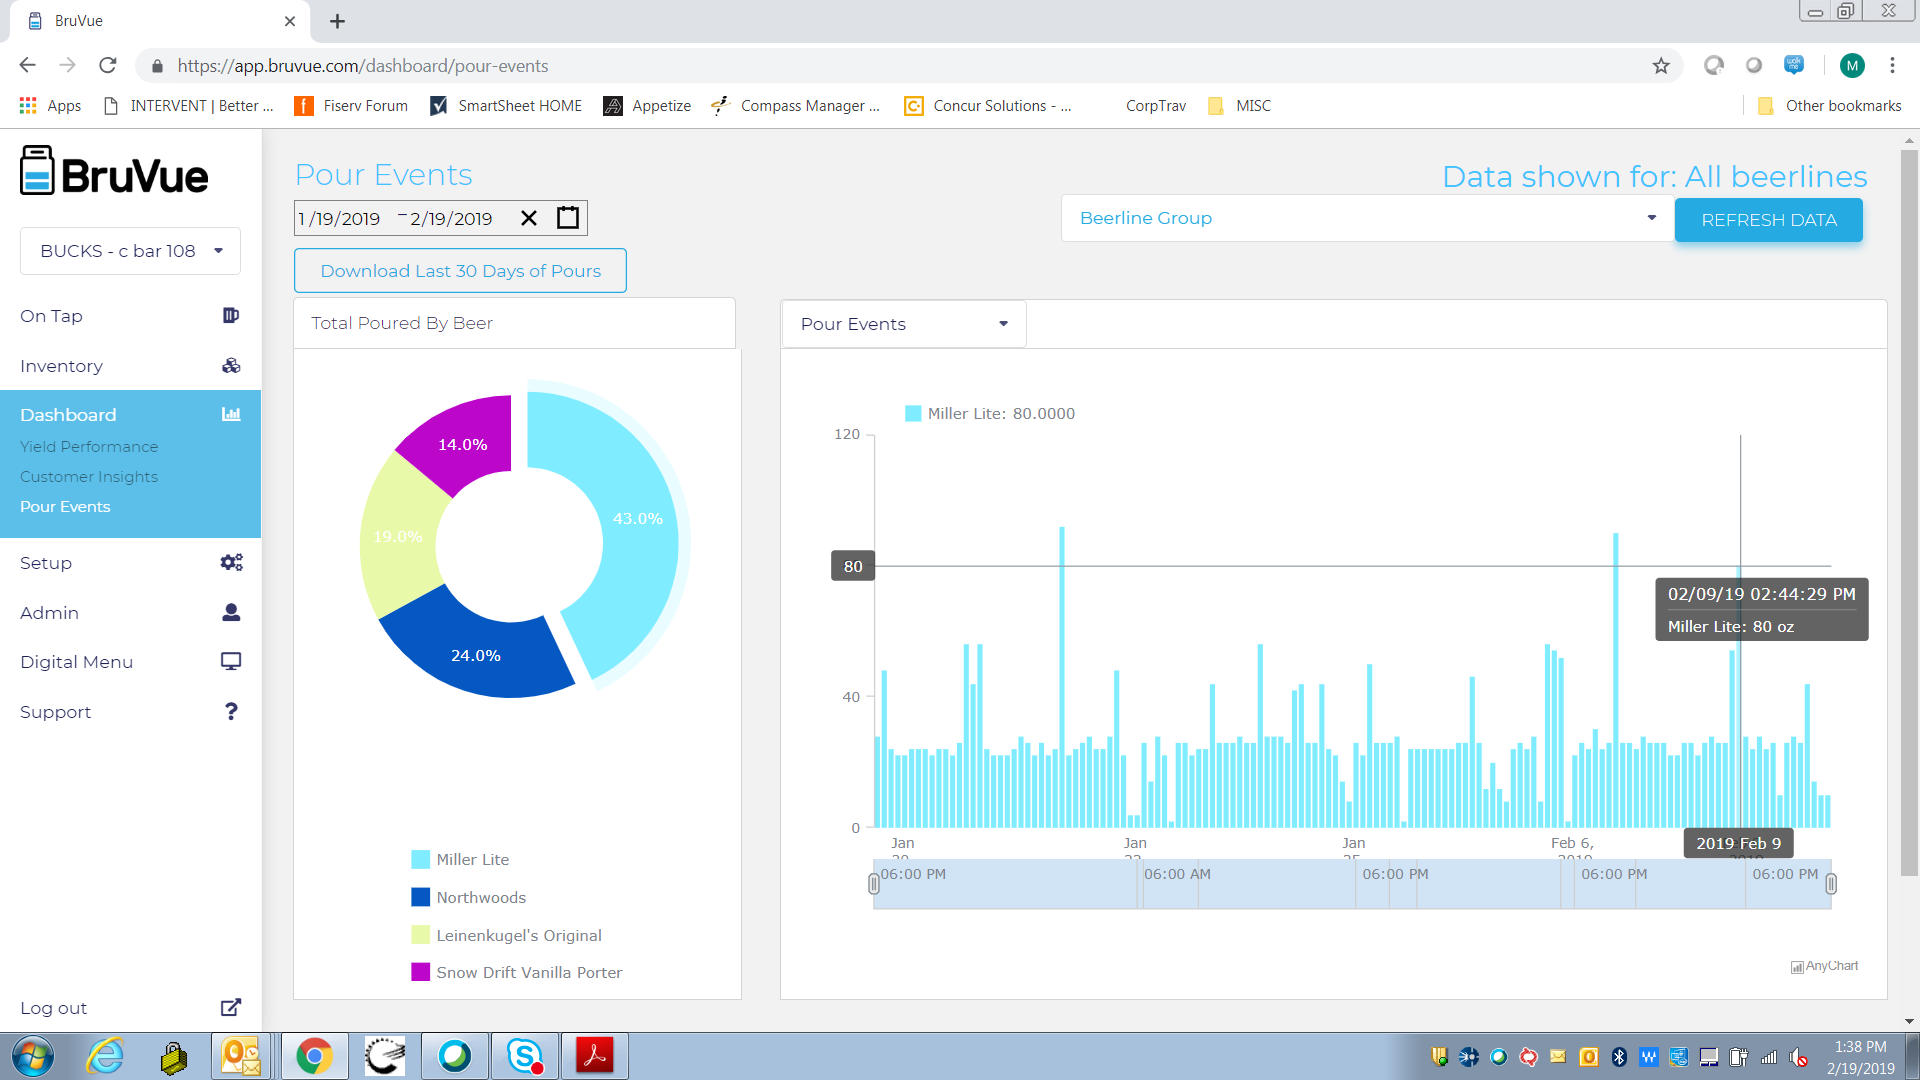 BruVue
https://app.bruvue.com/dashboard/pour-events
M
Apps
INTERVENT | Better ...
Fiserv Forum
SmartSheet HOME
Appetize
Compass Manager ...
Concur Solutions - ...
CorpTrav
MISC
Other bookmarks
BruVue
BUCKS - c bar 108
On Tap
Inventory
Dashboard
Yield Performance
Customer Insights
Pour Events
Setup
Admin
Digital Menu
Support
Log out
Pour Events
1/19/2019 – 2/19/2019
Download Last 30 Days of Pours
Data shown for: All beerlines
Beerline Group
REFRESH DATA
Total Poured By Beer
14.0%
43.0%
19.0%
24.0%
Miller Lite
Northwoods
Leinenkugel's Original
Snow Drift Vanilla Porter
Pour Events
Miller Lite: 80.0000
120
80
40
0
02/09/19 02:44:29 PM
Miller Lite: 80 oz
Jan
Jan
Jan
Feb 6,
2019 Feb 9
06:00 PM
06:00 AM
06:00 PM
06:00 PM
06:00 PM
AnyChart
1:38 PM
2/19/2019